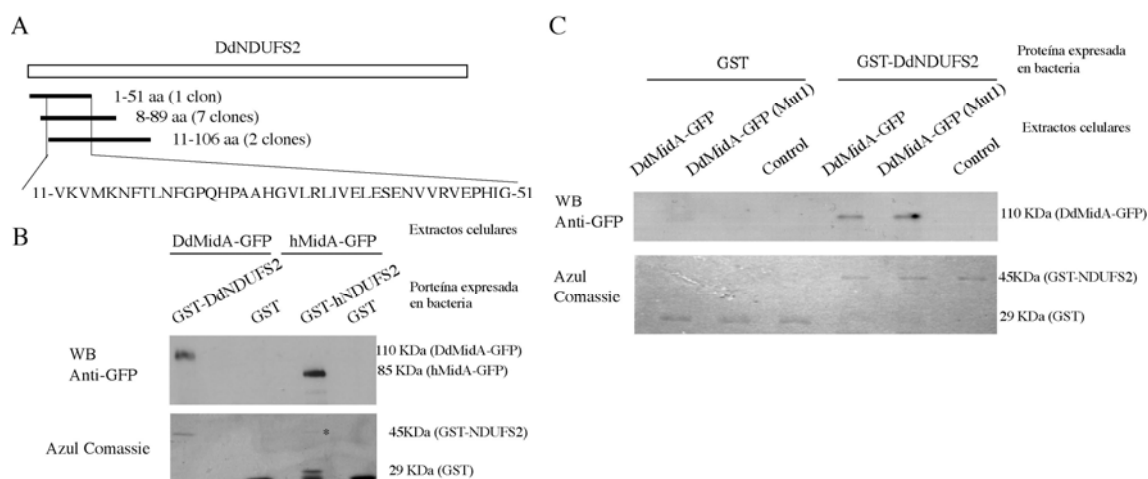 A
DdNDUFS2
1-51 aa (1 clon)
8-89 aa (7 clones)
11-106 aa (2 clones)
11-VKVMKNFTLNFGPQHPAAHGVLRLIVELESENVVRVEPHIG-51
B
DdMidA-GFP hMidA-GFP Extractos celulares
GST-DdNDUFS2 GST GST-hNDUFS2 GST
Porteína expresada
en bacteria
WB
Anti-GFP
110 KDa (DdMidA-GFP)
85 KDa (hMidA-GFP)
Azul Comassie
45KDa (GST-NDUFS2)
29 KDa (GST)
C
GST GST-DdNDUFS2
Proteína expresada
en bacteria
DdMidA-GFP DdMidA-GFP (Mut1) Control DdMidA-GFP DdMidA-GFP (Mut1) Control
Extractos celulares
WB
Anti-GFP
110 KDa (DdMidA-GFP)
Azul
Comassie
45KDa (GST-NDUFS2)
29 KDa (GST)